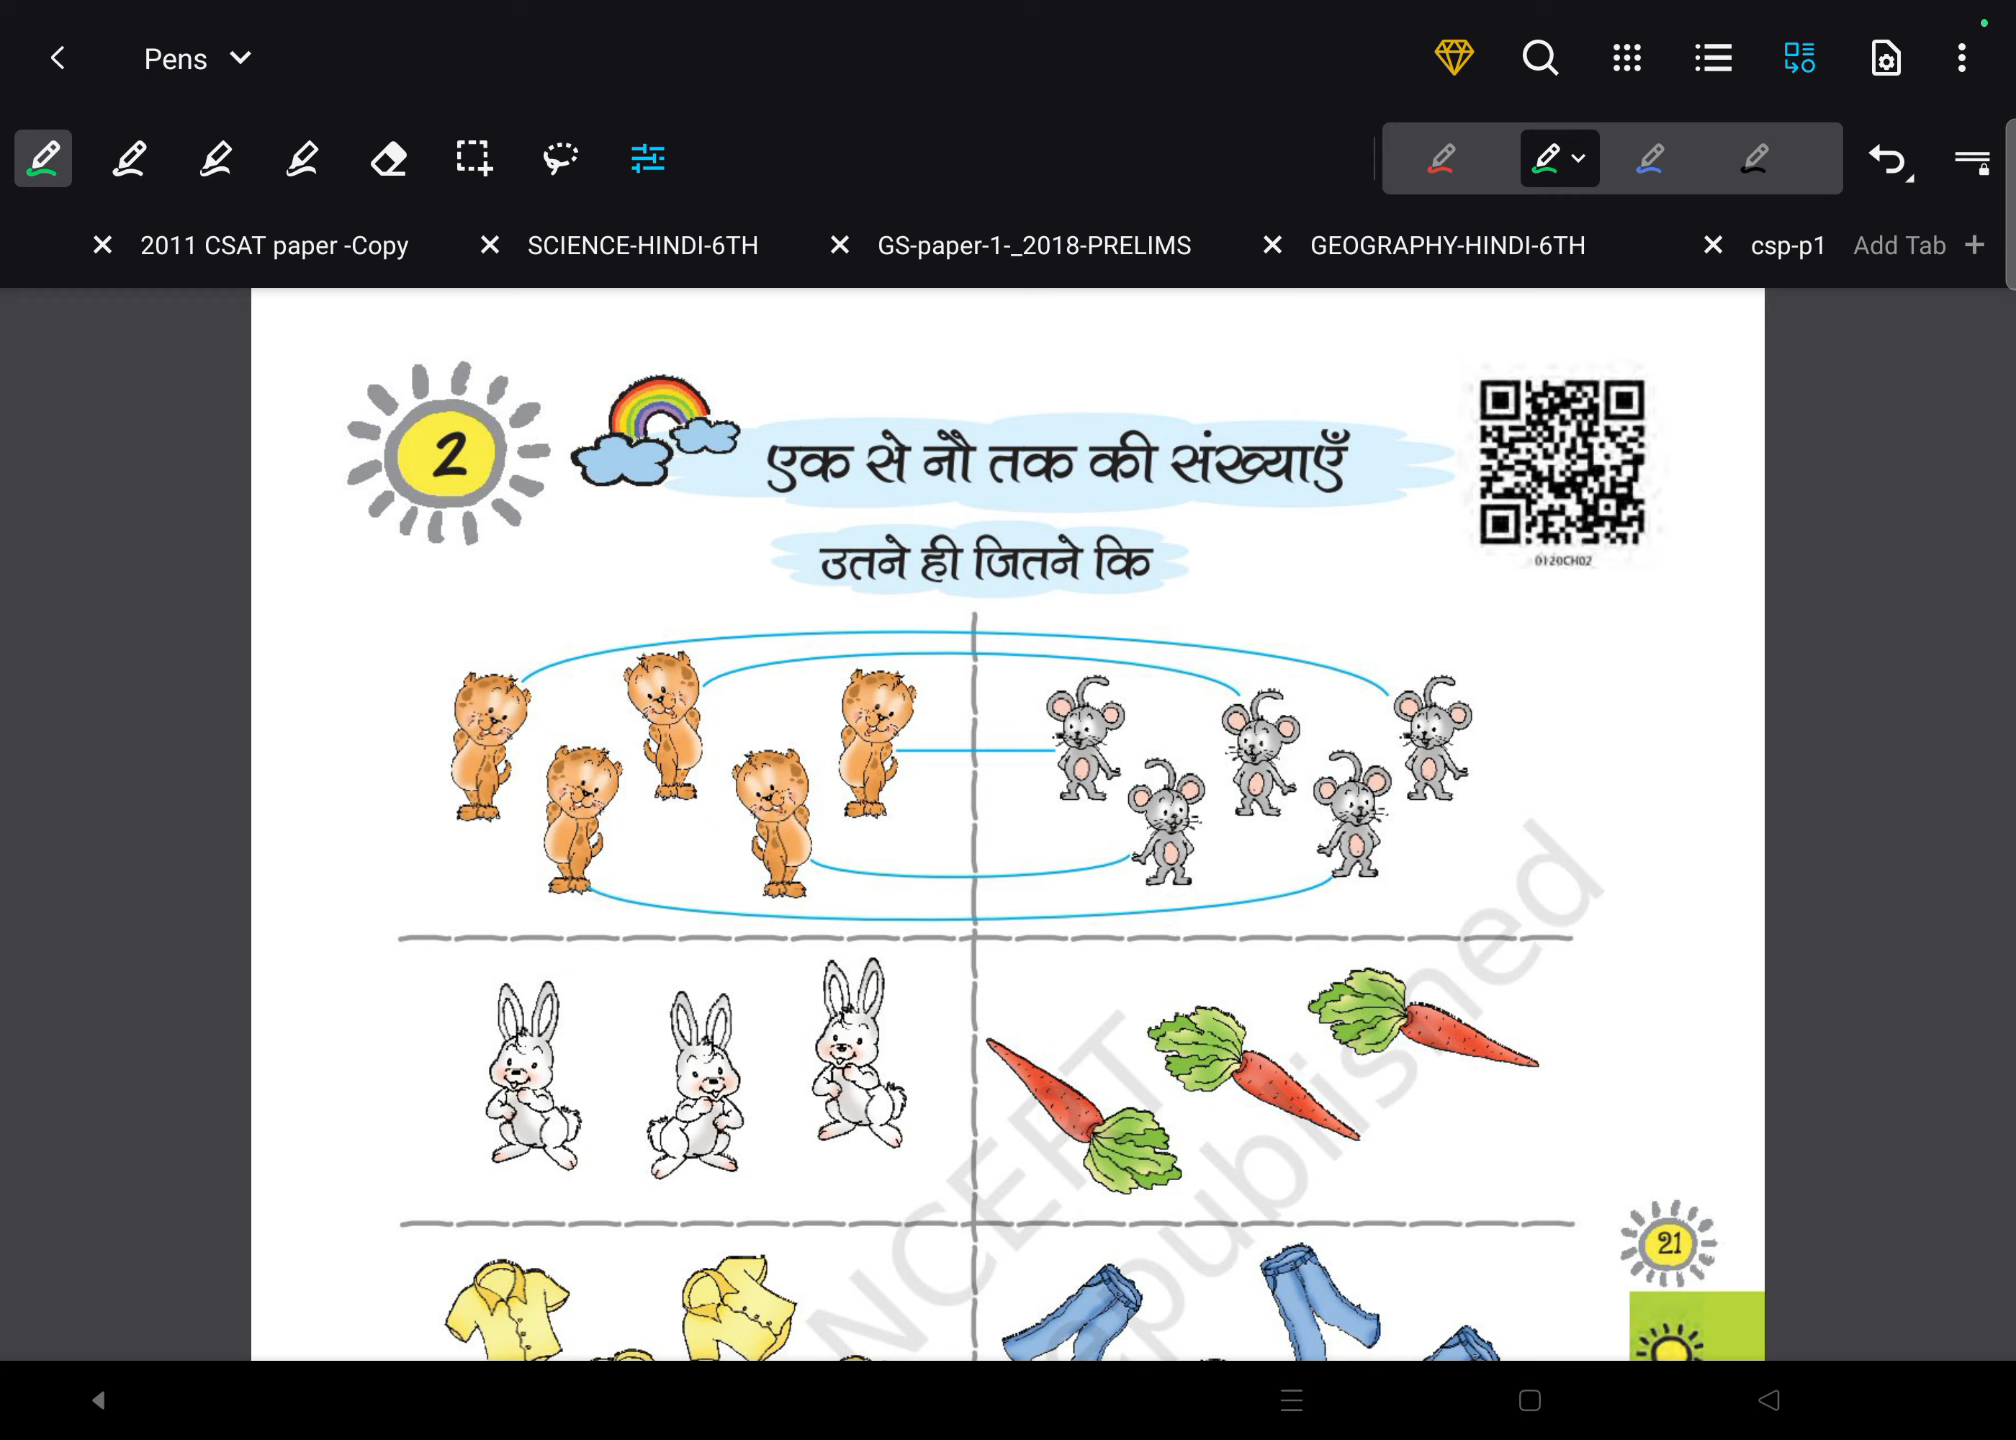 Pens
2011 CSAT paper -Copy
SCIENCE-HINDI-6TH
GS-paper-1-_2018-PRELIMS
GEOGRAPHY-HINDI-6TH
csp-p1
Add Tab
2
एक से नौ तक की संख्याएँ
उतने ही जितने कि
0120CH02
NCERT
republished
21